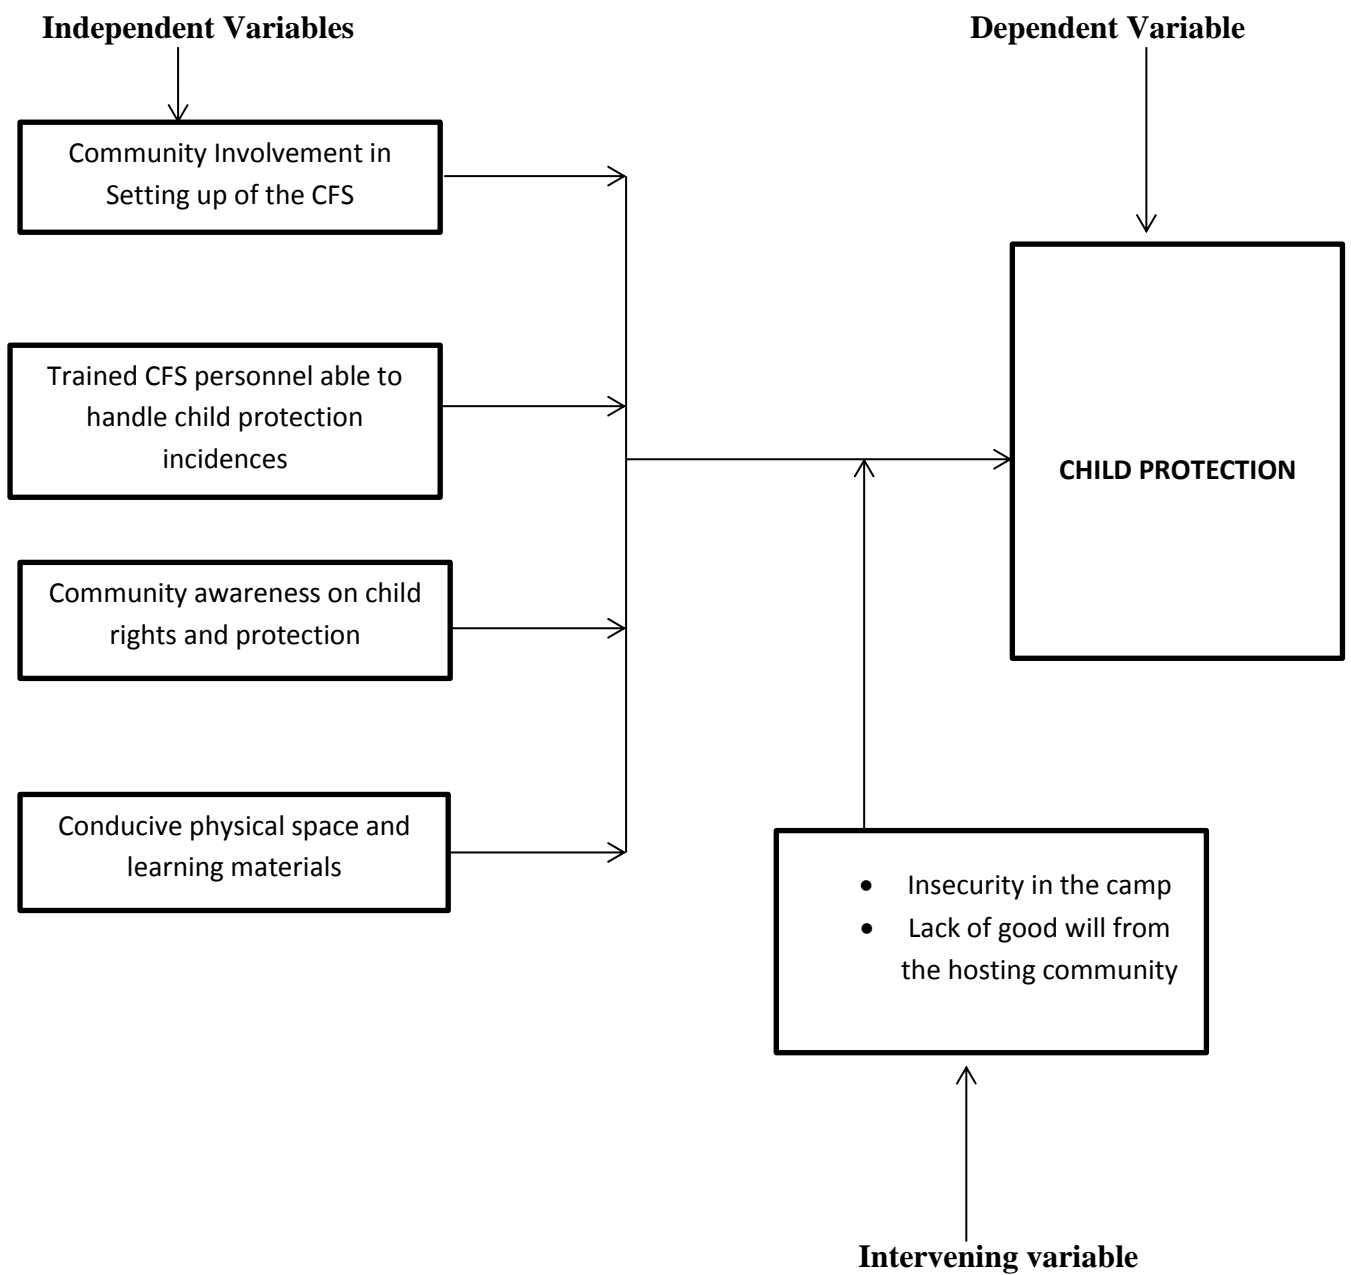 Independent Variables
Dependent Variable
Community Involvement in
Setting up of the CFS
Trained CFS personnel able to
handle child protection
incidences
CHILD PROTECTION
Community awareness on child
rights and protection
Conducive physical space and
learning materials
• Insecurity in the camp
• Lack of good will from
the hosting community
Intervening variable